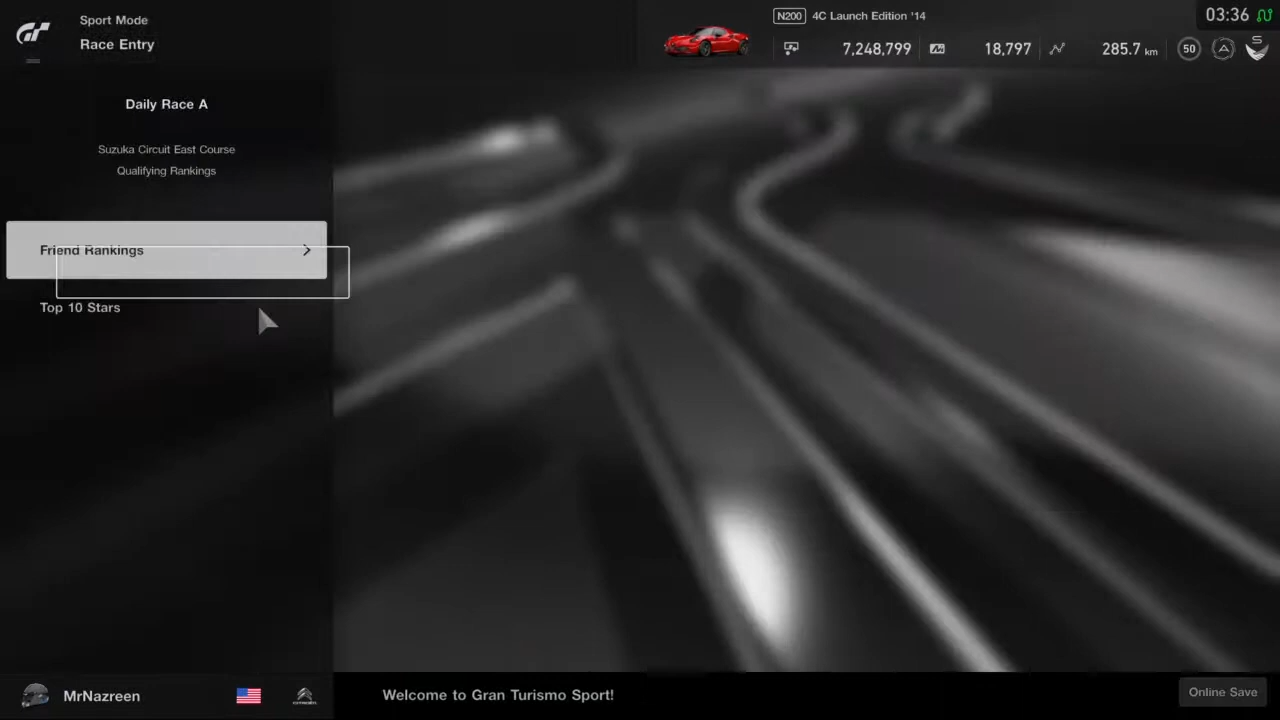 Sport Mode
Race Entry
N200 4C Launch Edition '14
7,248,799 18,797 285.7 km 50 A S
03:36
Daily Race A
Suzuka Circuit East Course
Qualifying Rankings
Friend Rankings
Top 10 Stars
MrNazreen
CITROËN
Welcome to Gran Turismo Sport!
Online Save